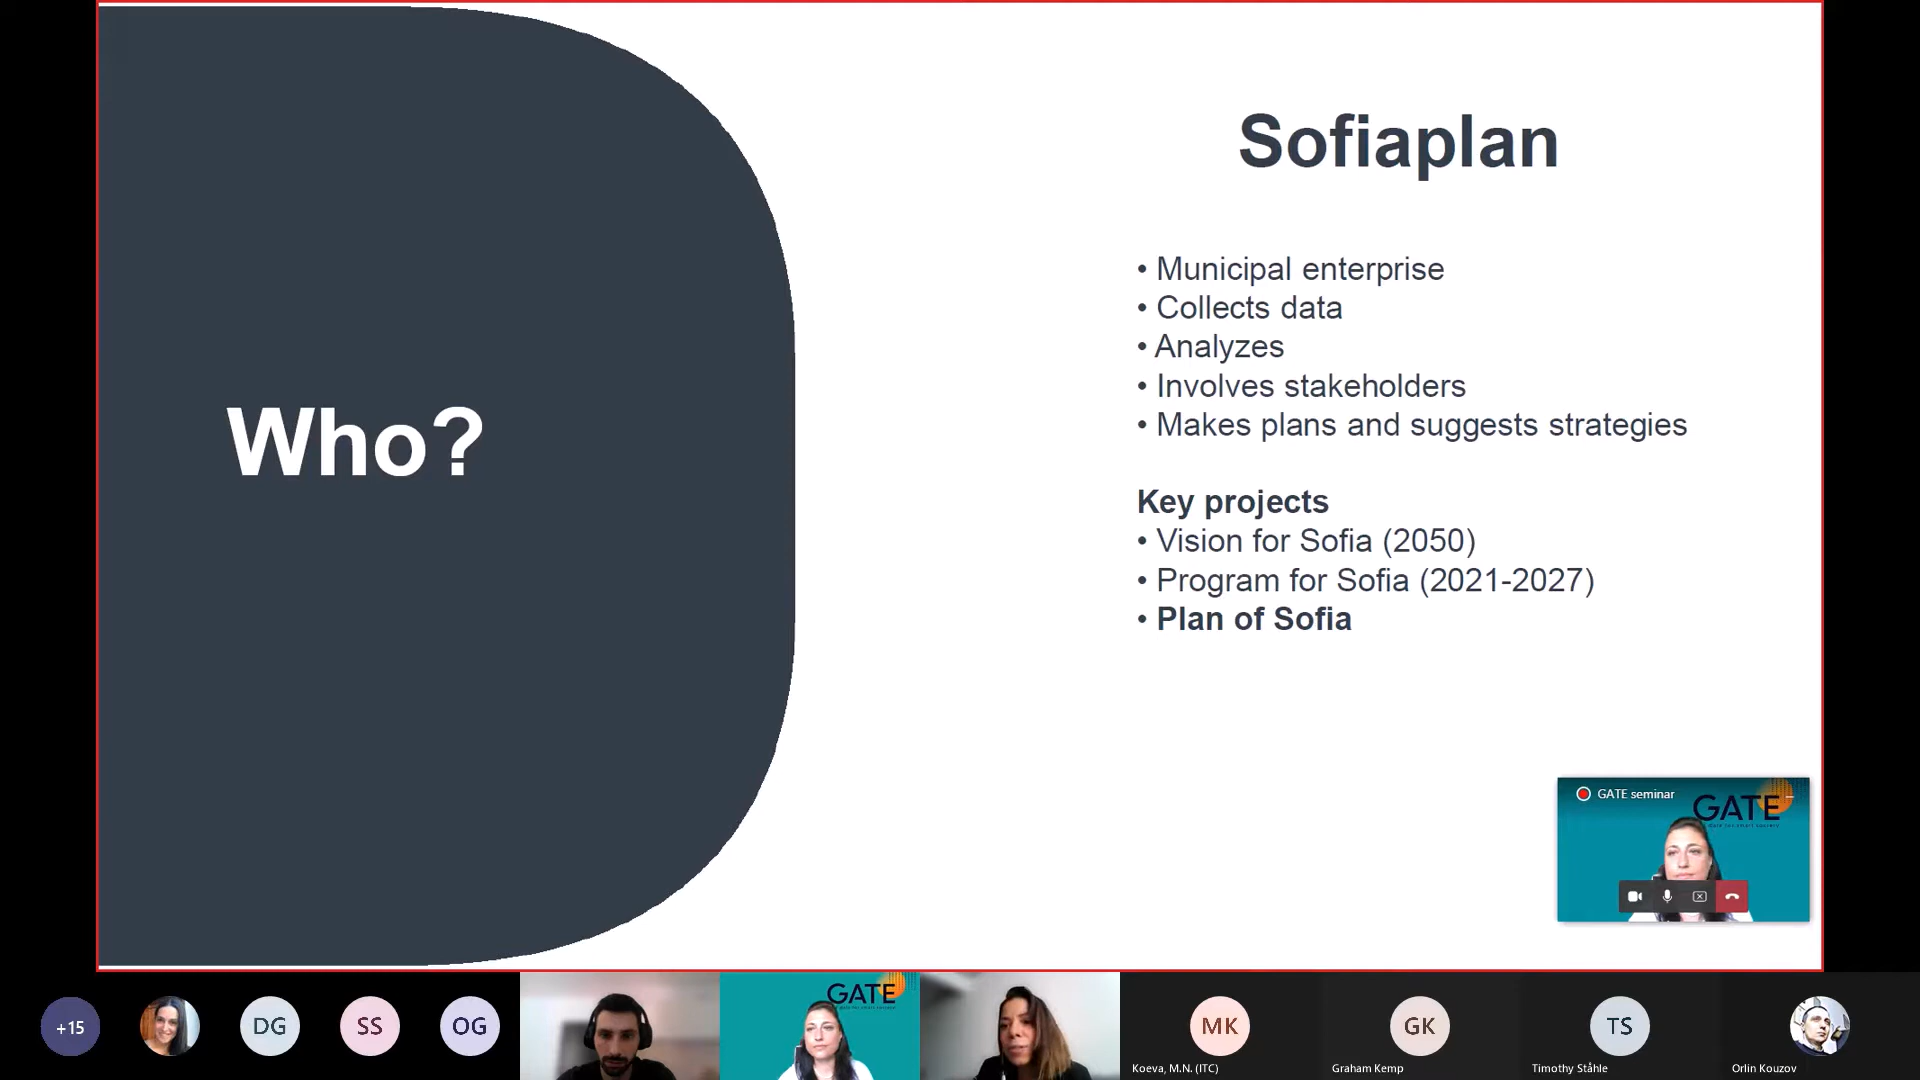 Who?
Sofiaplan
• Municipal enterprise
• Collects data
• Analyzes
• Involves stakeholders
• Makes plans and suggests strategies
Key projects
• Vision for Sofia (2050)
• Program for Sofia (2021-2027)
• Plan of Sofia
GATE seminar
GATE
+15
DG
SS
OG
GATE
MK
GK
TS
Koeva, M.N. (ITC)
Graham Kemp
Timothy Ståhle
Orlin Kouzov